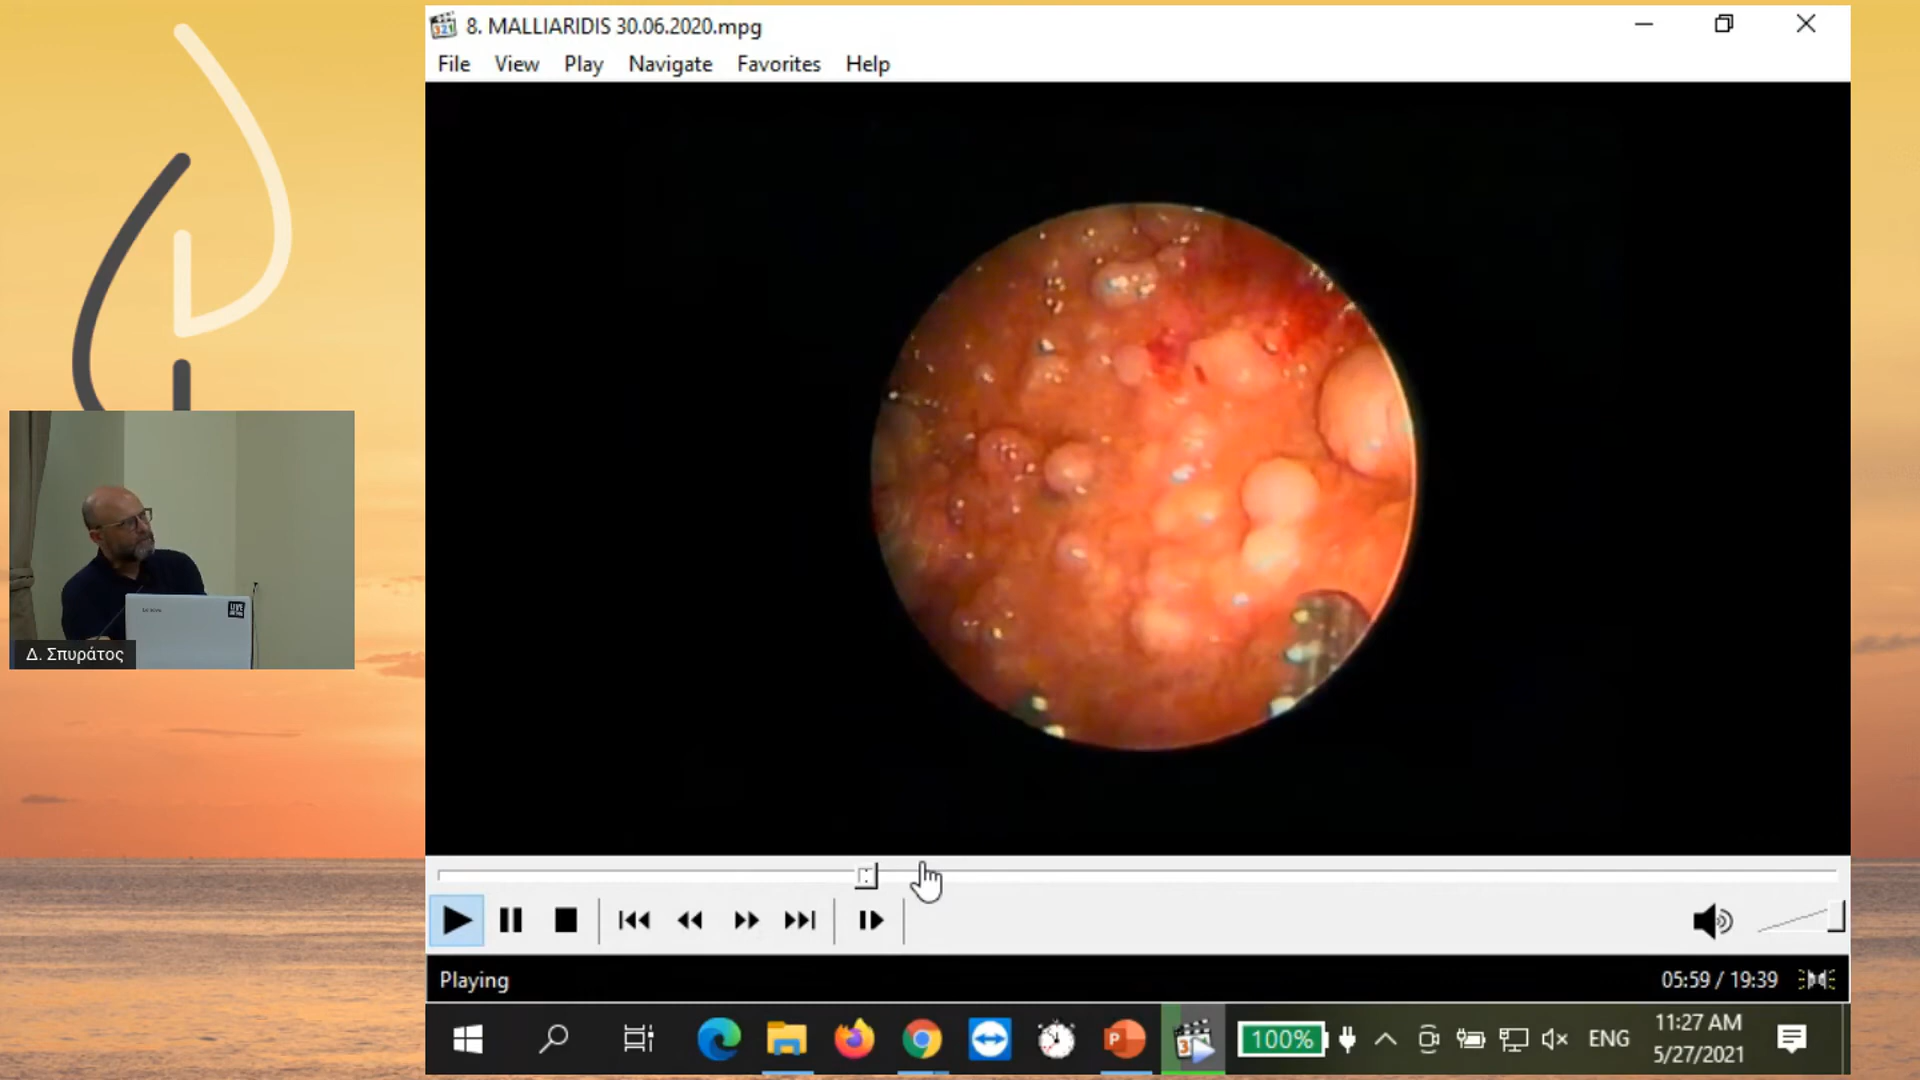 8. MALLIARIDIS 30.06.2020.mpg
File View Play Navigate Favorites Help
LIVE
Δ. Σπυράτος
Playing
05:59 / 19:39
100%
ENG
11:27 AM
5/27/2021